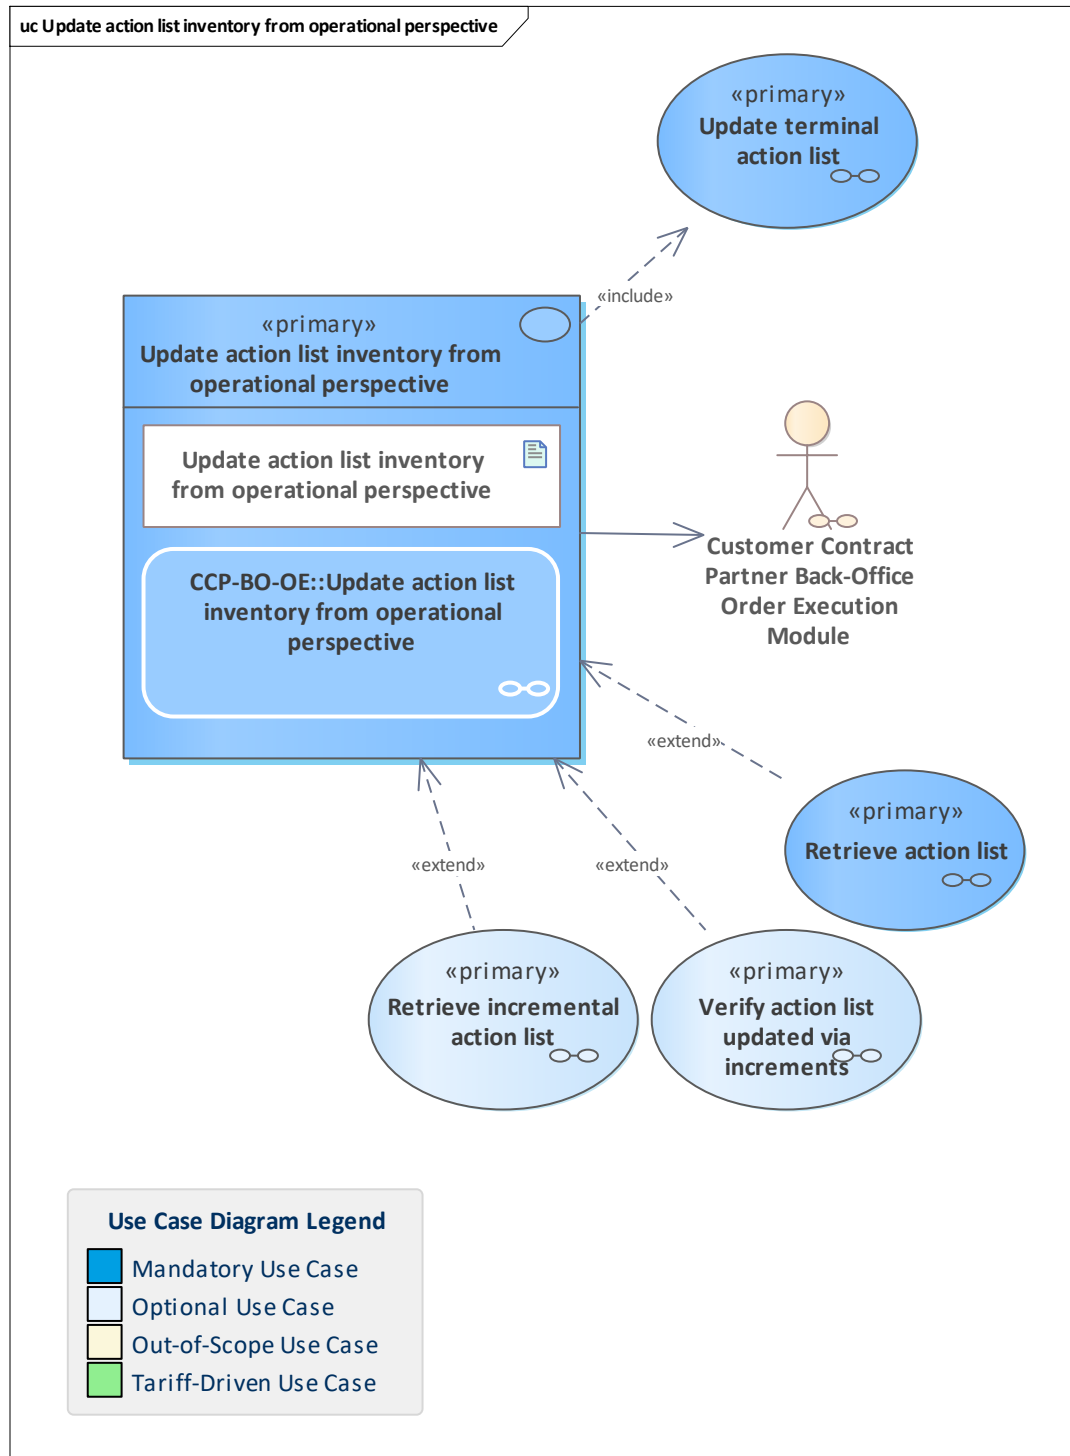 uc Update action list inventory from operational perspective
«primary»
Update terminal
action list
«include»
«primary»
Update action list inventory from
operational perspective
Update action list inventory
from operational perspective
CCP-BO-OE::Update action list
inventory from operational
perspective
Customer Contract
Partner Back-Office
Order Execution
Module
«extend»
«primary»
Retrieve action list
«extend»
«extend»
«primary»
Retrieve incremental
action list
«primary»
Verify action list
updated via
increments
Use Case Diagram Legend
Mandatory Use Case
Optional Use Case
Out-of-Scope Use Case
Tariff-Driven Use Case